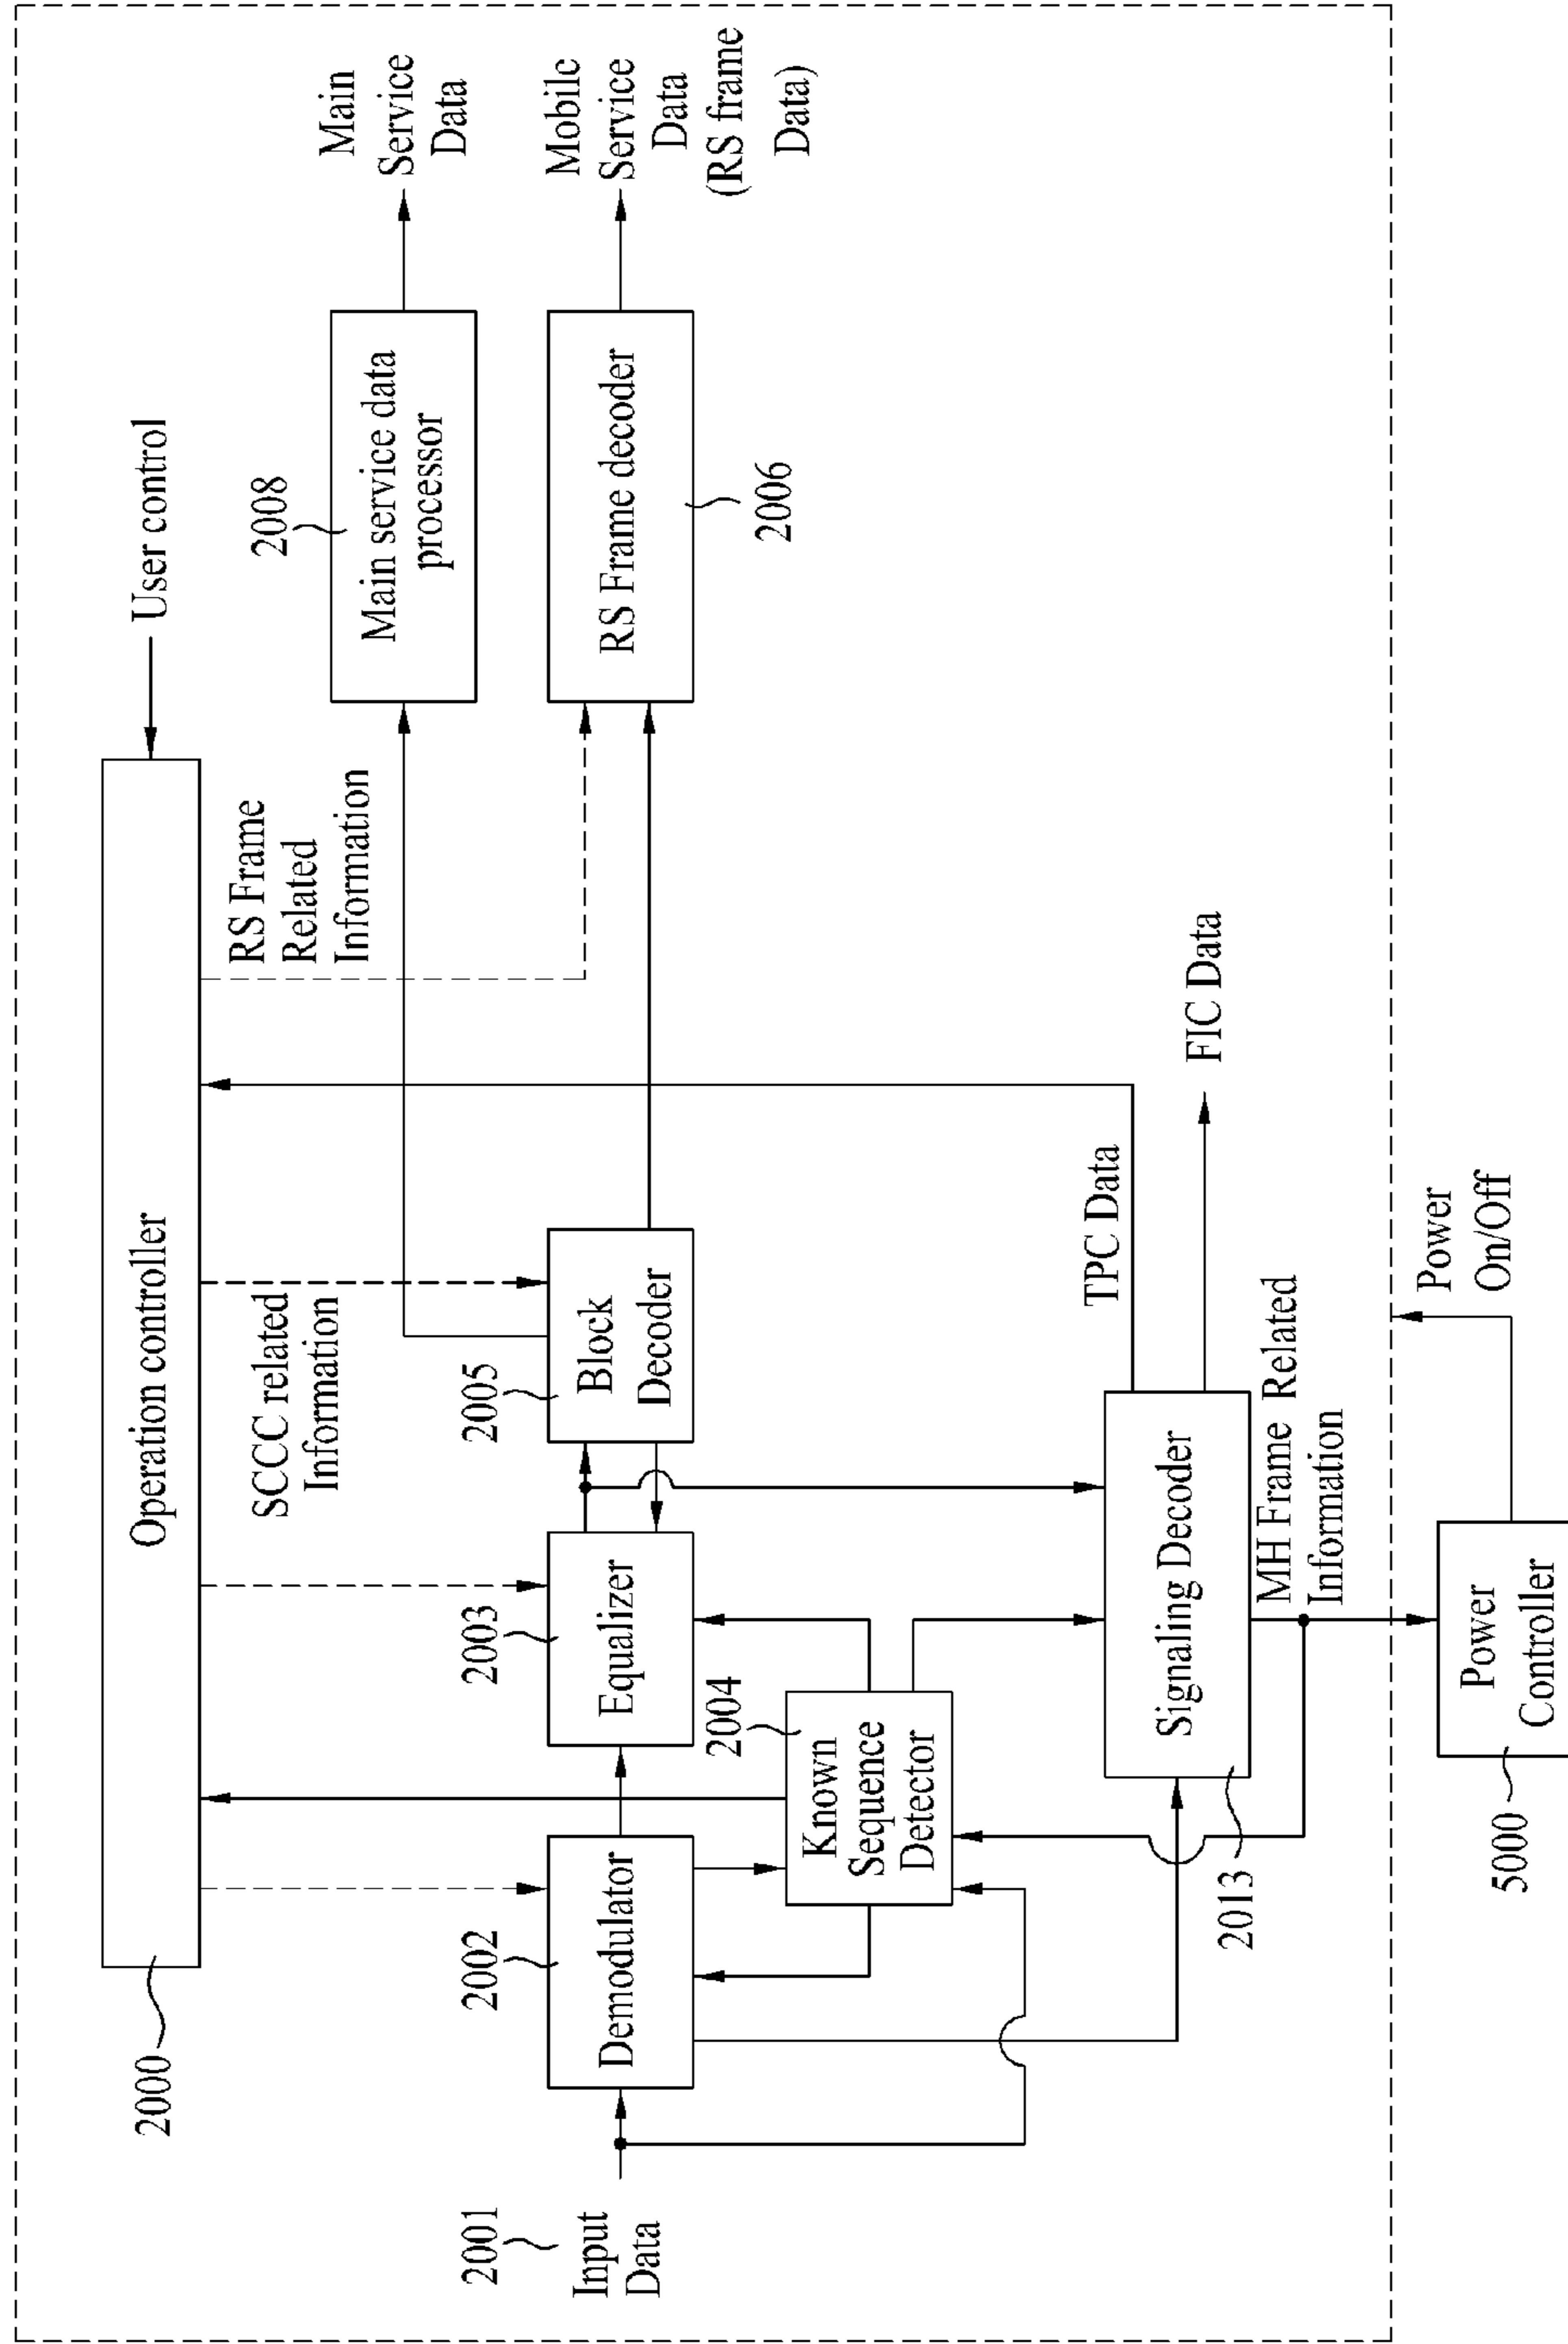 2000
Operation controller
User control
SCCC related
Information
RS Frame
Related
Information
2001
Input
Data
2002
Demodulator
2003
Equalizer
2005
Block
Decoder
2008
Main service data
processor
Main
Service
Data
RS Frame decoder
2006
Mobile
Service
Data
(RS frame
Data)
2004
Known
Sequence
Detector
TPC Data
Signaling Decoder
2013
FIC Data
MH Frame Related
Information
Power
On/Off
5000
Power
Controller